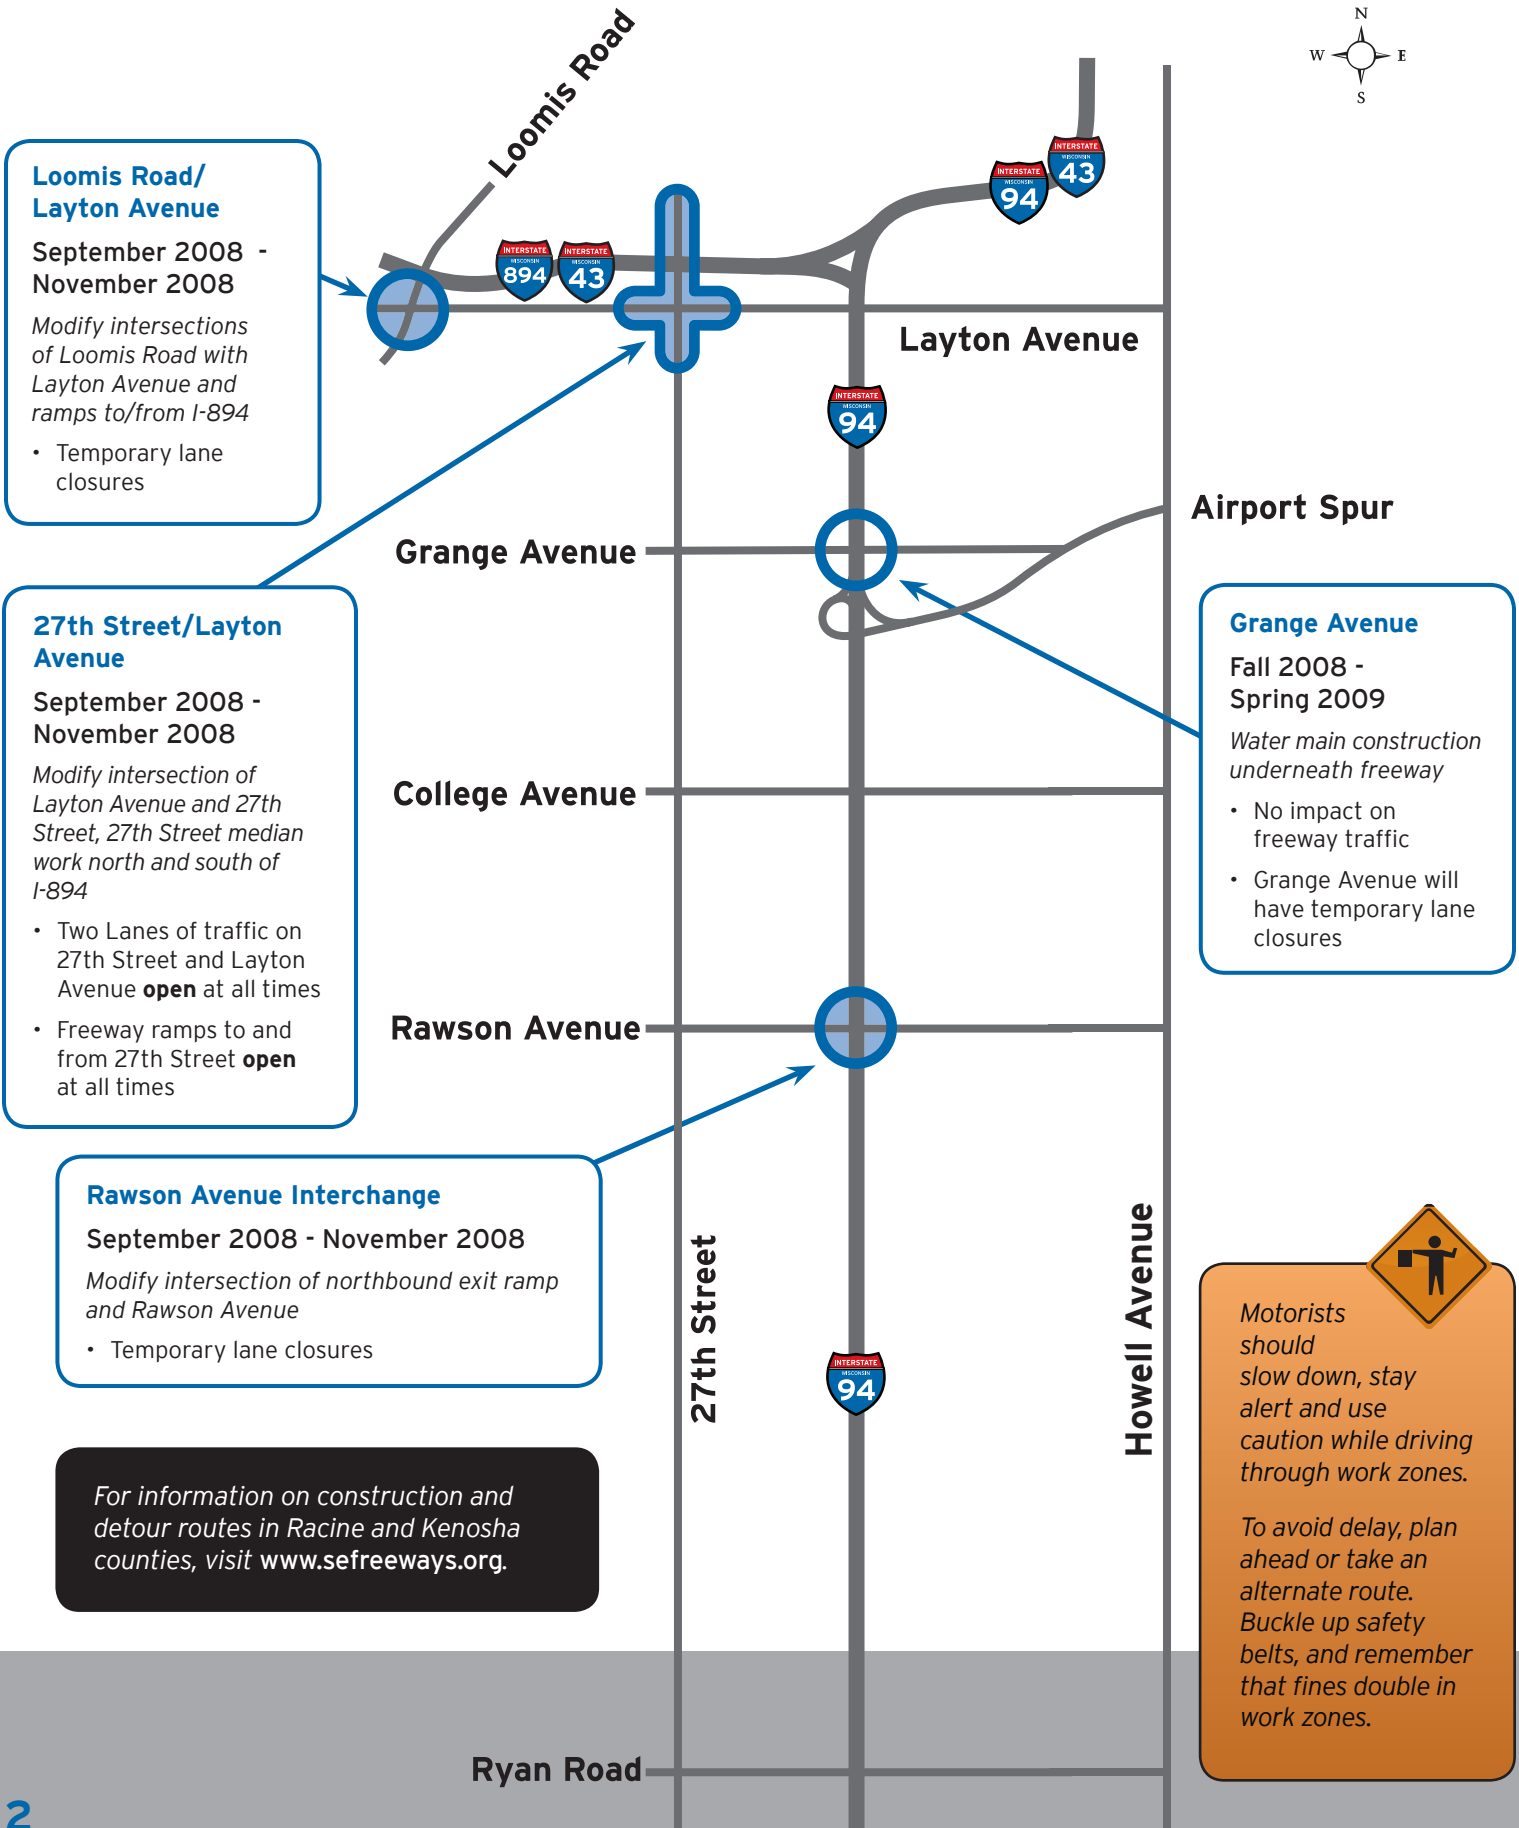 N
W E
S
Loomis Road
INTERSTATE
WISCONSIN
43
INTERSTATE
WISCONSIN
94
INTERSTATE
WISCONSIN
894
INTERSTATE
WISCONSIN
43
Loomis Road/
Layton Avenue
September 2008 -
November 2008
Modify intersections
of Loomis Road with
Layton Avenue and
ramps to/from I-894
• Temporary lane
closures
Layton Avenue
INTERSTATE
WISCONSIN
94
Airport Spur
Grange Avenue
27th Street/Layton
Avenue
September 2008 -
November 2008
Modify intersection of
Layton Avenue and 27th
Street, 27th Street median
work north and south of
I-894
• Two Lanes of traffic on
27th Street and Layton
Avenue open at all times
• Freeway ramps to and
from 27th Street open
at all times
Grange Avenue
Fall 2008 -
Spring 2009
Water main construction
underneath freeway
• No impact on
freeway traffic
• Grange Avenue will
have temporary lane
closures
College Avenue
Rawson Avenue
Rawson Avenue Interchange
September 2008 - November 2008
Modify intersection of northbound exit ramp
and Rawson Avenue
• Temporary lane closures
27th Street
INTERSTATE
WISCONSIN
94
Howell Avenue
Motorists
should
slow down, stay
alert and use
caution while driving
through work zones.
To avoid delay, plan
ahead or take an
alternate route.
Buckle up safety
belts, and remember
that fines double in
work zones.
For information on construction and
detour routes in Racine and Kenosha
counties, visit www.sefreeways.org.
Ryan Road
2